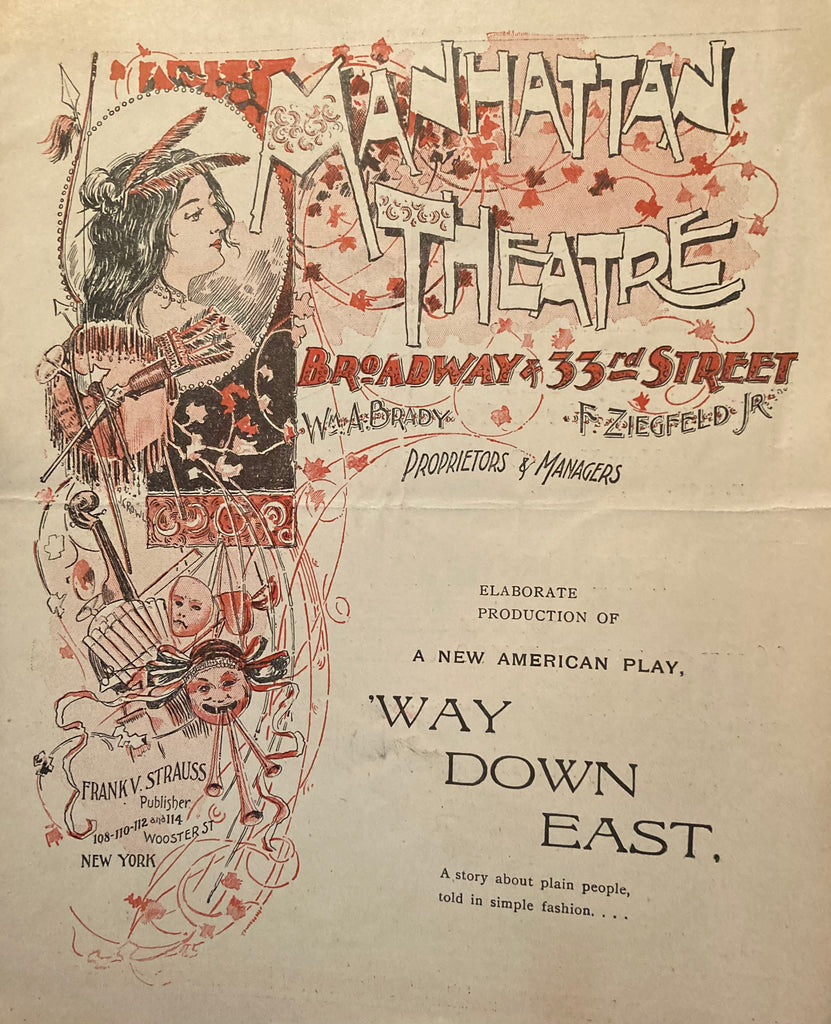 MANHATTAN
THEATRE
BROADWAY & 33rd STREET
Wm. A. BRADY F. ZIEGFELD JR.
PROPRIETORS & MANAGERS
ELABORATE
PRODUCTION OF
A NEW AMERICAN PLAY,
'WAY
DOWN
EAST.
A story about plain people,
told in simple fashion. . . .
FRANK V. STRAUSS
Publisher
108-110-112 and 114
WOOSTER ST
NEW YORK